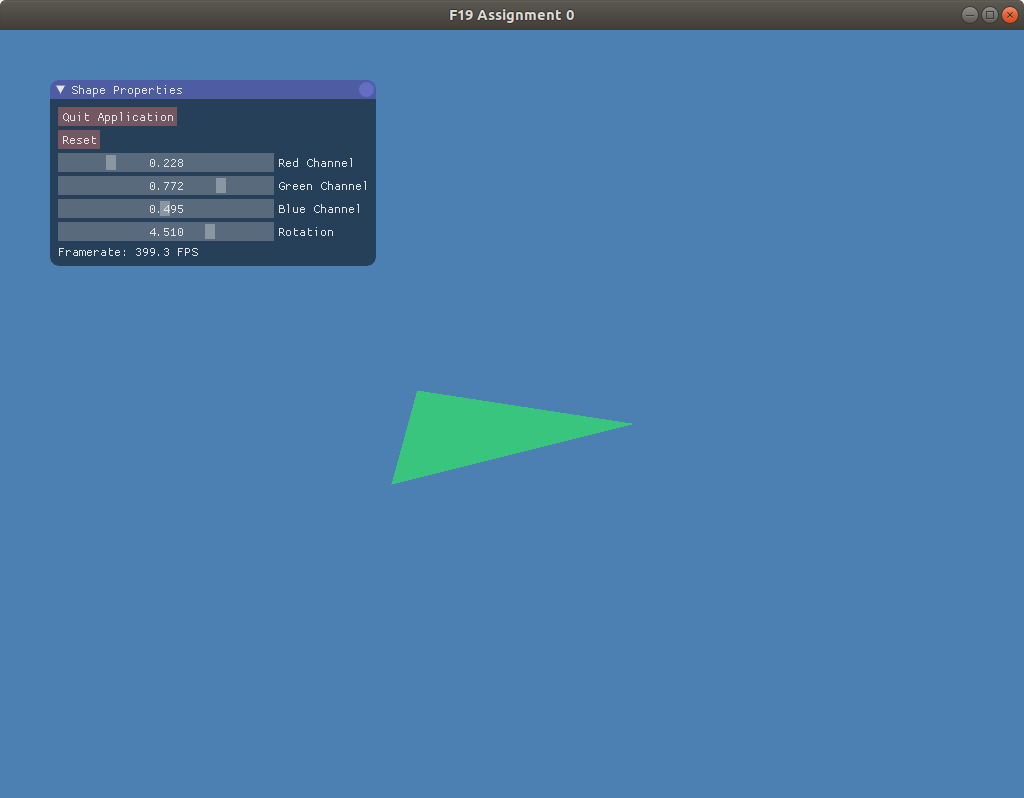 F19 Assignment 0
Shape Properties
Quit Application
Reset
0.228 Red Channel
0.772 Green Channel
0.495 Blue Channel
4.510 Rotation
Framerate: 399.3 FPS